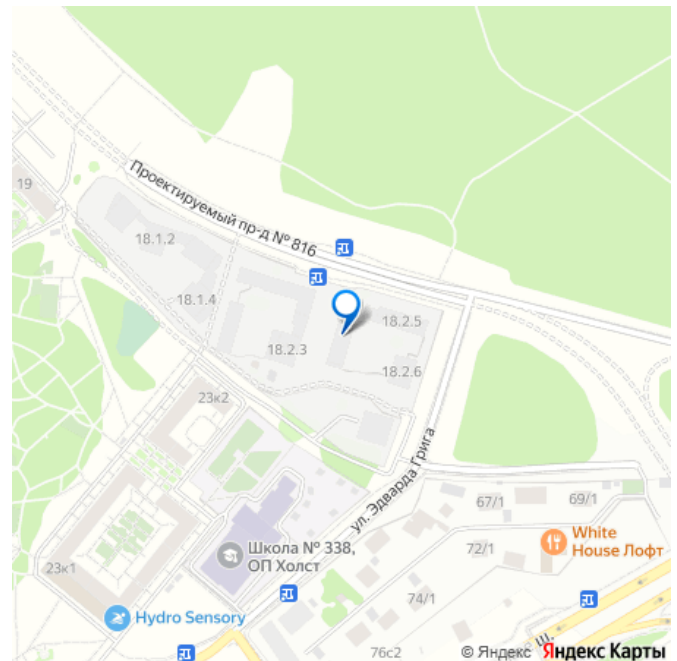 19
Проектируемый пр-д № 816
18.1.2
18.1.4
18.2.3
18.2.5
18.2.6
23к2
ул. Эдварда Грига
67/1
69/1
Школа № 338,
ОП Холст
72/1
White
House Лофт
23к1
74/1
Hydro Sensory
76с2
Ш.
© Яндекс Яндекс Карты